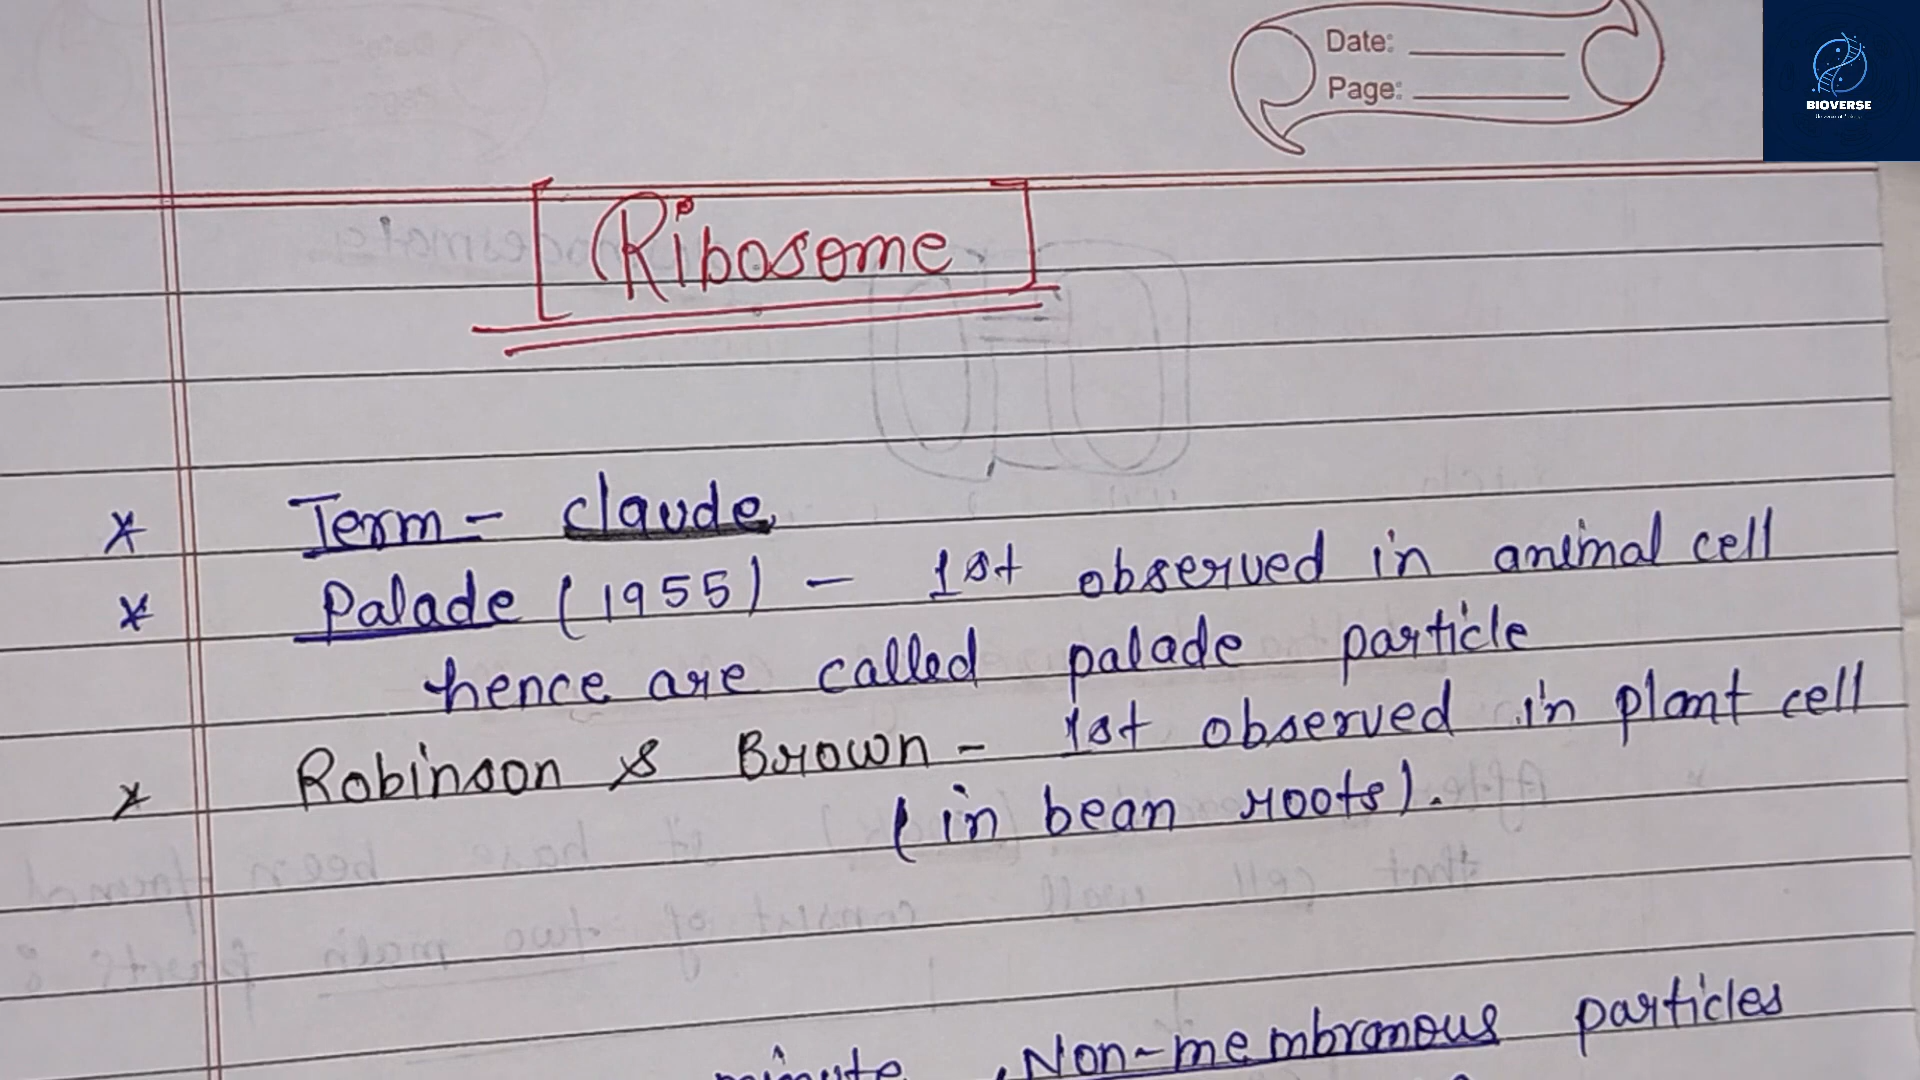 Date:
Page:
BIOVERSE
Ribosome
* Term - claude
* Palade (1955) - 1st observed in animal cell
hence are called palade particle
* Robinson & Brown - 1st observed in plant cell
(in bean roots).
minute, Non-membranous particles